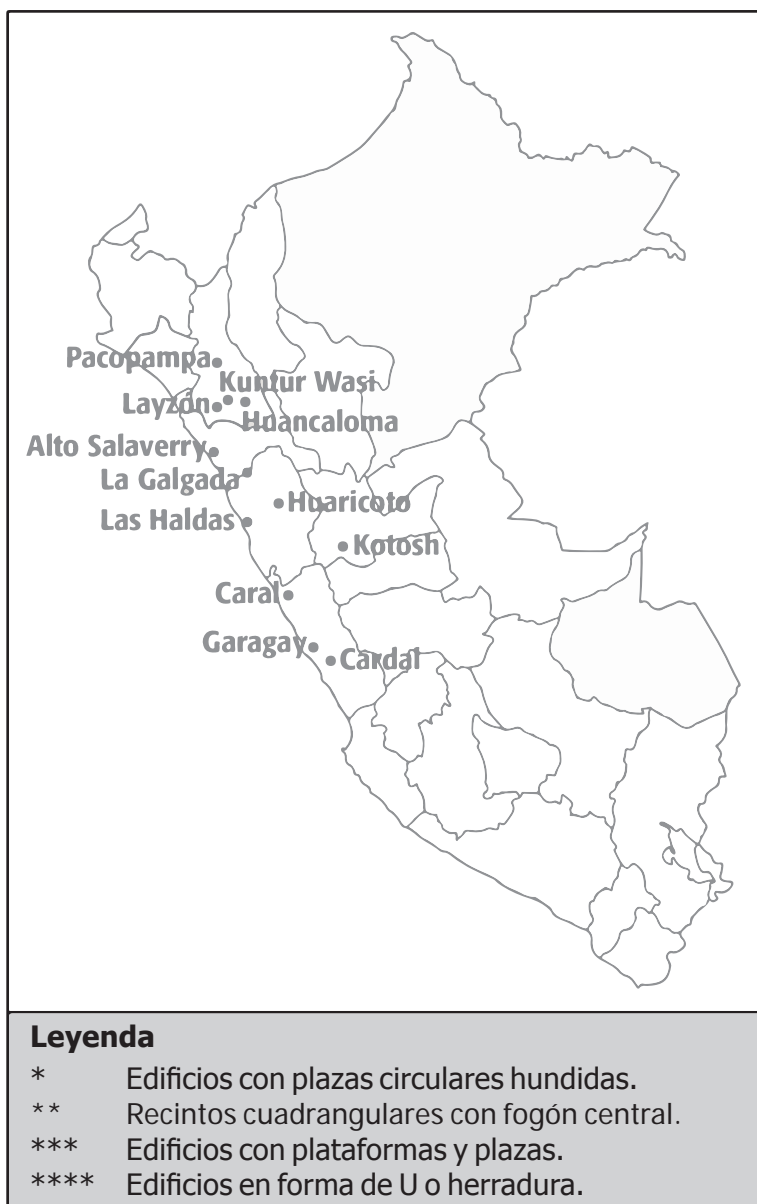 Pacopampa
Kuntur Wasi
Layzón
Huancaloma
Alto Salaverry
La Galgada
Huaricoto
Las Haldas
Kotosh
Caral
Garagay
Cardal
Leyenda
* Edificios con plazas circulares hundidas.
** Recintos cuadrangulares con fogón central.
*** Edificios con plataformas y plazas.
**** Edificios en forma de U o herradura.